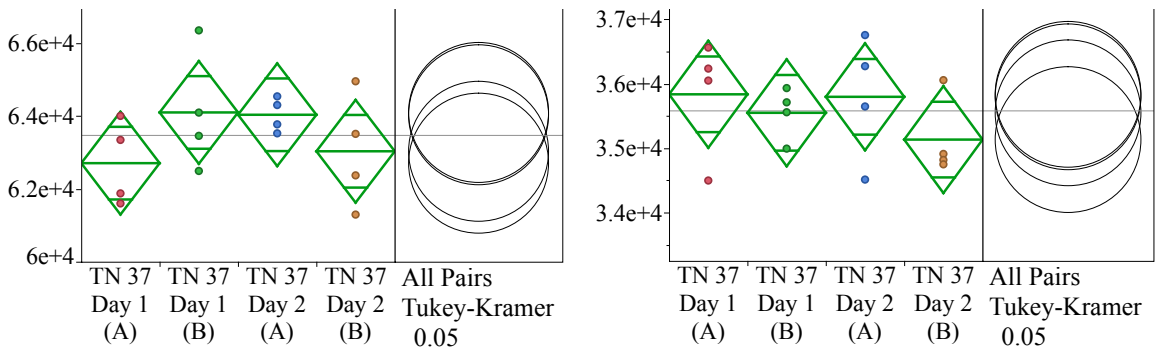 6.6e+4
6.4e+4
6.2e+4
6e+4
TN 37 Day 1 (A)
TN 37 Day 1 (B)
TN 37 Day 2 (A)
TN 37 Day 2 (B)
All Pairs
Tukey-Kramer
0.05
3.7e+4
3.6e+4
3.5e+4
3.4e+4
TN 37 Day 1 (A)
TN 37 Day 1 (B)
TN 37 Day 2 (A)
TN 37 Day 2 (B)
All Pairs
Tukey-Kramer
0.05